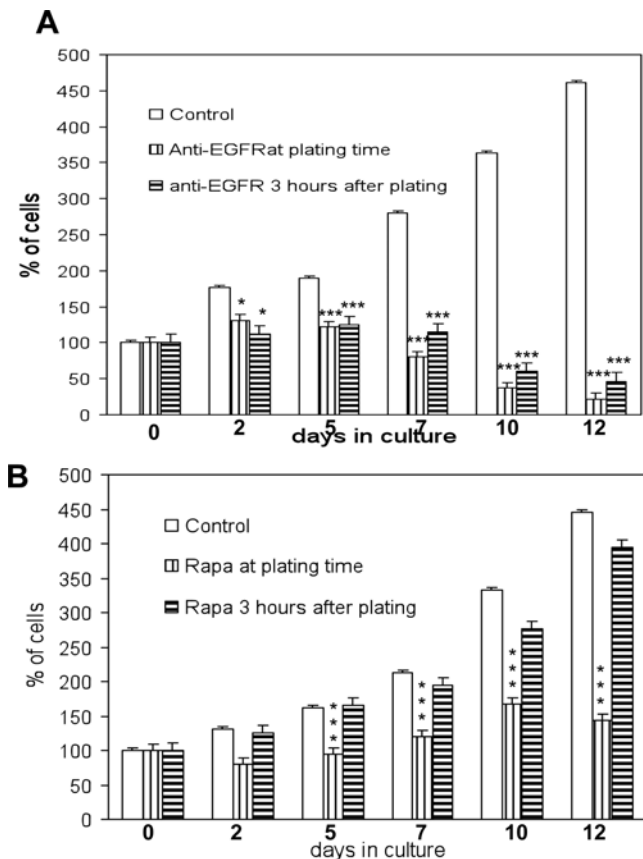 A
500
450
400
350
300
250
200
150
100
50
0
% of cells
Control
Anti-EGFRat plating time
anti-EGFR 3 hours after plating
* * *** *** *** *** *** *** *** ***
0 2 5 7 10 12
days in culture
B
500
450
400
350
300
250
200
150
100
50
0
% of cells
Control
Rapa at plating time
Rapa 3 hours after plating
*** *** *** ***
0 2 5 7 10 12
days in culture